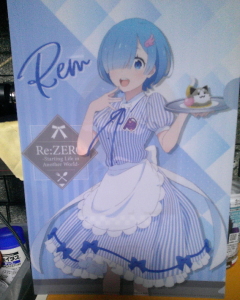 Rem
Re:ZERO
-Starting Life in
Another World-